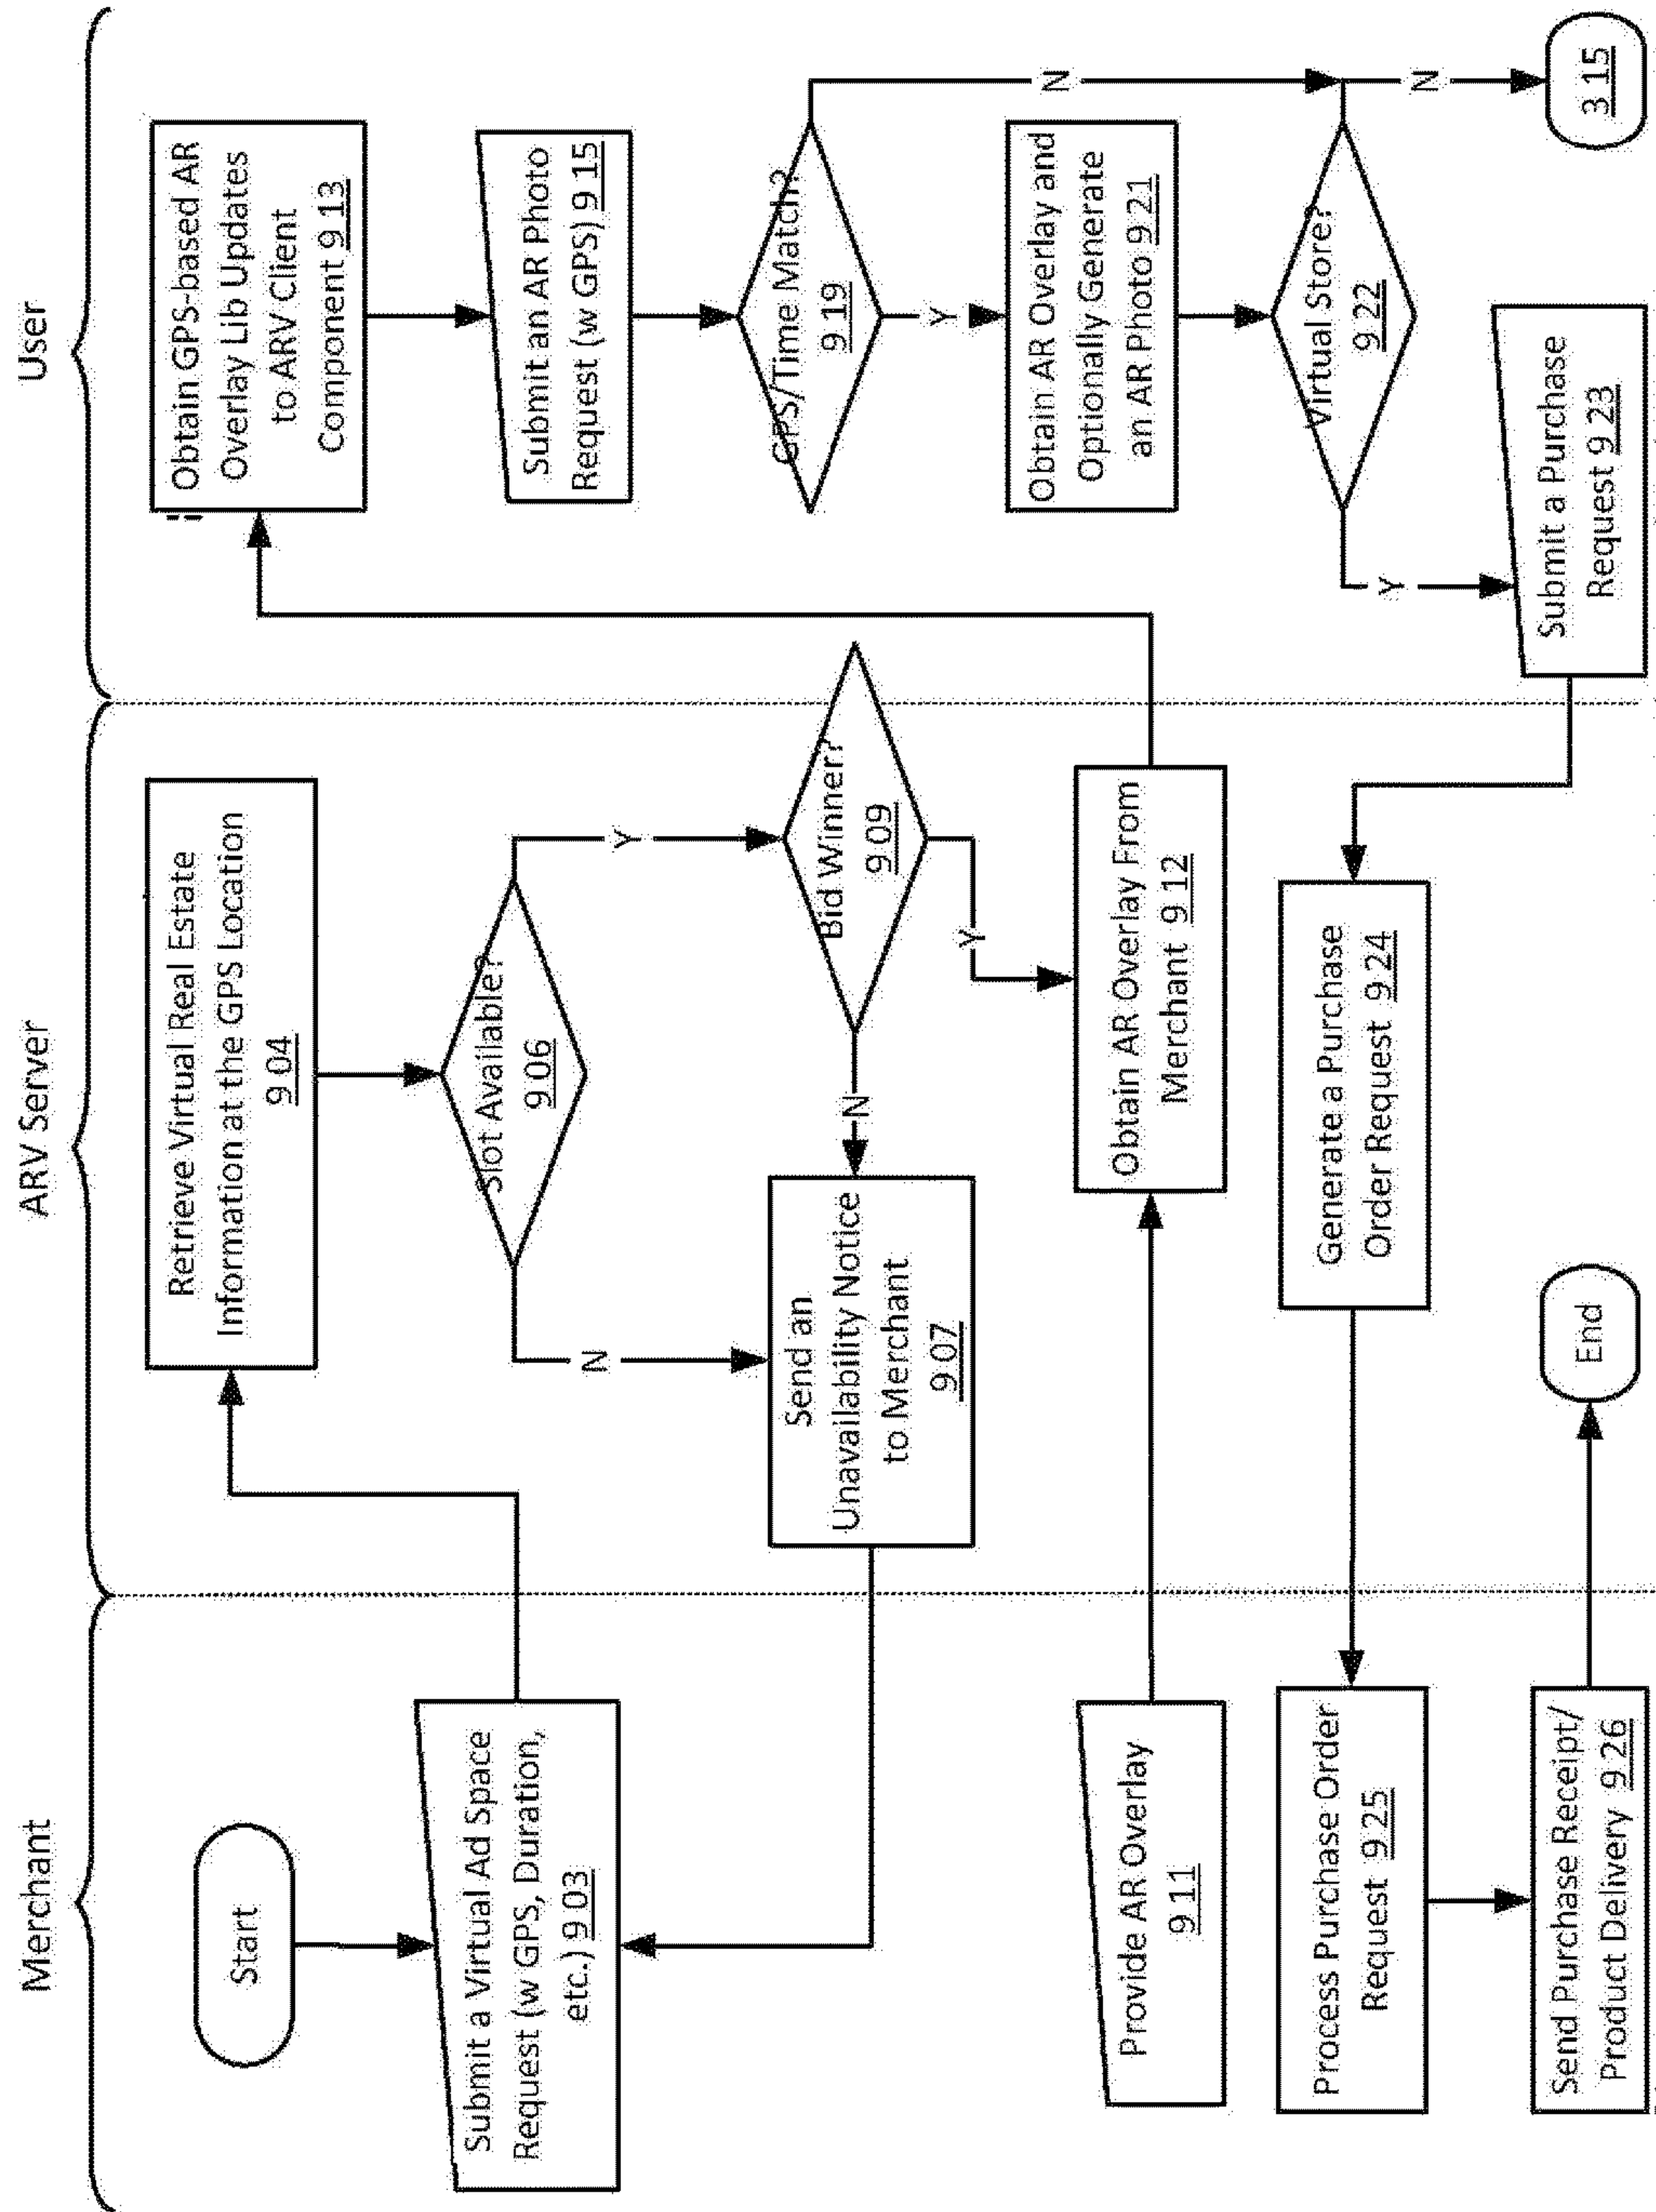 Merchant
ARV Server
User
Start
Submit a Virtual Ad Space
Request (w GPS, Duration,
etc.) 9 03
Retrieve Virtual Real Estate
Information at the GPS Location
9 04
Slot Available?
9 06
N
Y
Send an
Unavailability Notice
to Merchant
9 07
Bid Winner?
9 09
N
Y
Provide AR Overlay
9 11
Obtain AR Overlay From
Merchant 9 12
Obtain GPS-based AR
Overlay Lib Updates
to ARV Client
Component 9 13
Submit an AR Photo
Request (w GPS) 9 15
GPS/Time Match?
9 19
Y
N
Obtain AR Overlay and
Optionally Generate
an AR Photo 9 21
Virtual Store?
9 22
Y
N
Submit a Purchase
Request 9 23
3 15
Generate a Purchase
Order Request 9 24
Process Purchase Order
Request 9 25
Send Purchase Receipt/
Product Delivery 9 26
End